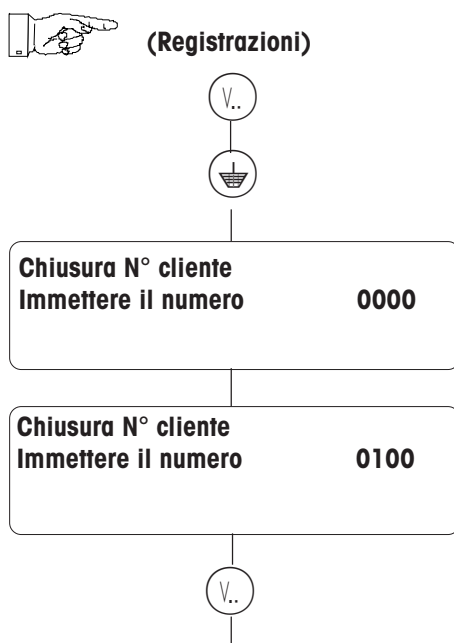 (Registrazioni)
V..
Chiusura N° cliente
Immettere il numero 0000
Chiusura N° cliente
Immettere il numero 0100
V..